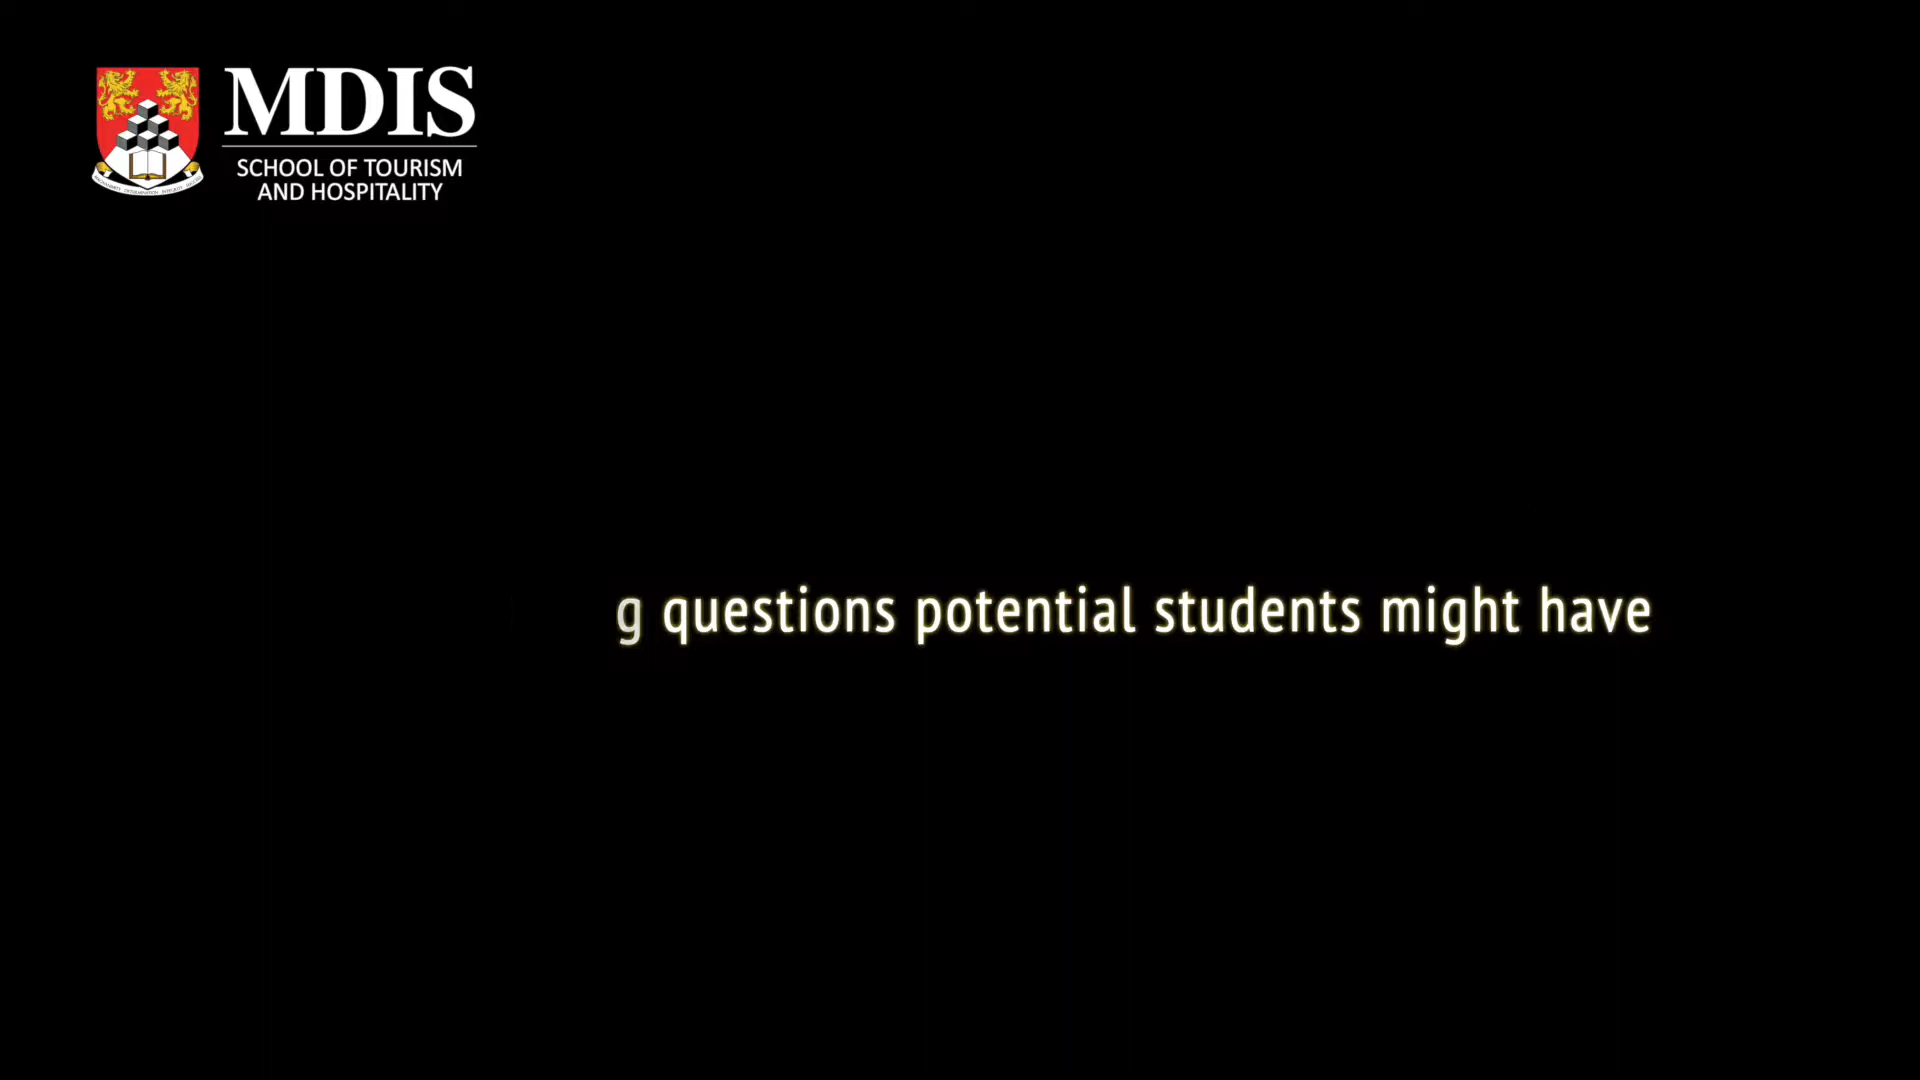 MDIS
SCHOOL OF TOURISM
AND HOSPITALITY
g questions potential students might have